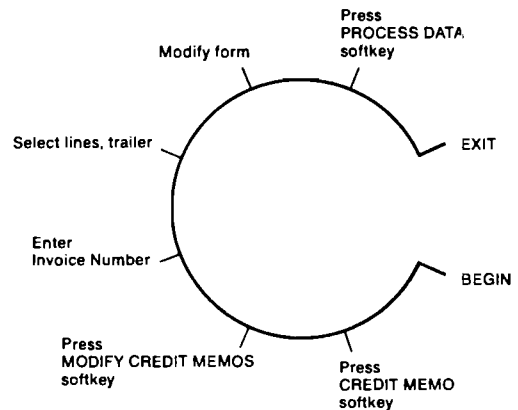 Press
PROCESS DATA
softkey
Modify form
Select lines, trailer
EXIT
Enter
Invoice Number
BEGIN
Press
MODIFY CREDIT MEMOS
softkey
Press
CREDIT MEMO
softkey